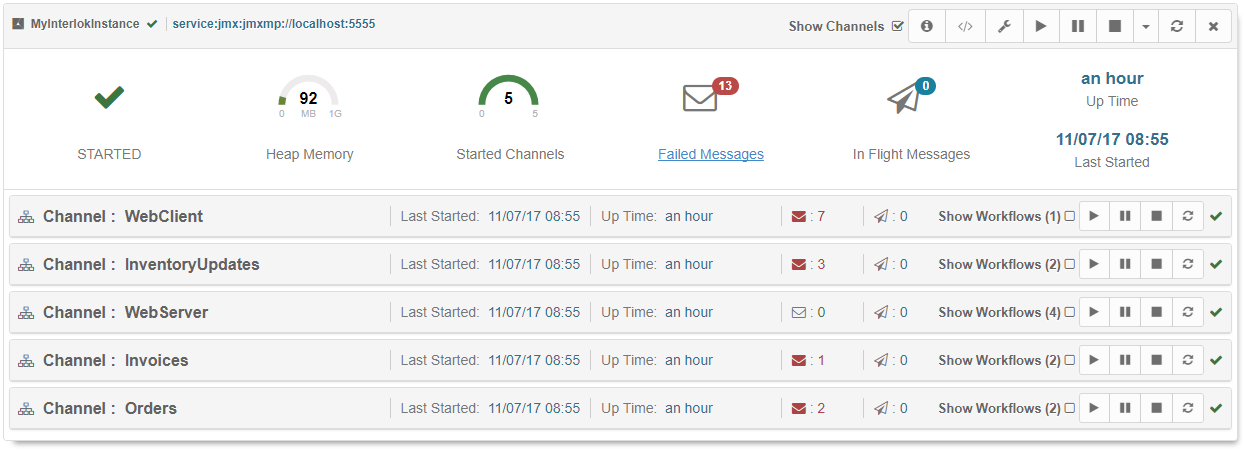 MyInterlokInstance service:jmx:jmxmp://localhost:5555 Show Channels </>
92
0 MB 1G
5
0 5
13
0
an hour
Up Time
11/07/17 08:55
Last Started
STARTED Heap Memory Started Channels Failed Messages In Flight Messages
Channel : WebClient Last Started: 11/07/17 08:55 Up Time: an hour : 7 : 0 Show Workflows (1)
Channel : InventoryUpdates Last Started: 11/07/17 08:55 Up Time: an hour : 3 : 0 Show Workflows (2)
Channel : WebServer Last Started: 11/07/17 08:55 Up Time: an hour : 0 : 0 Show Workflows (4)
Channel : Invoices Last Started: 11/07/17 08:55 Up Time: an hour : 1 : 0 Show Workflows (2)
Channel : Orders Last Started: 11/07/17 08:55 Up Time: an hour : 2 : 0 Show Workflows (2)